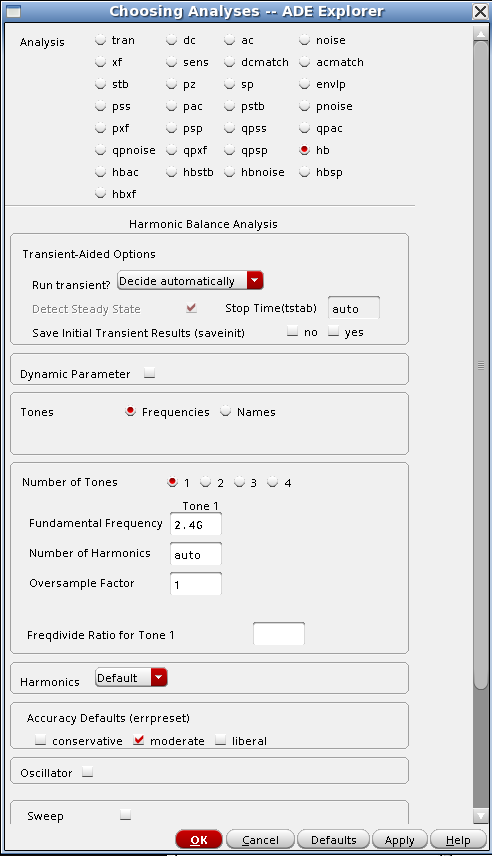 Choosing Analyses -- ADE Explorer
Analysis tran dc ac noise
xf sens dcmatch acmatch
stb pz sp envlp
pss pac pstb pnoise
pxf psp qpss qpac
qpnoise qpxf qpsp hb
hbac hbstb hbnoise hbsp
hbxf
Harmonic Balance Analysis
Transient-Aided Options
Run transient? Decide automatically
Detect Steady State Stop Time(tstab) auto
Save Initial Transient Results (saveinit) no yes
Dynamic Parameter
Tones Frequencies Names
Number of Tones 1 2 3 4
Tone 1
Fundamental Frequency 2.4G
Number of Harmonics auto
Oversample Factor 1
Freqdivide Ratio for Tone 1
Harmonics Default
Accuracy Defaults (errpreset)
conservative moderate liberal
Oscillator
Sweep
OK Cancel Defaults Apply Help